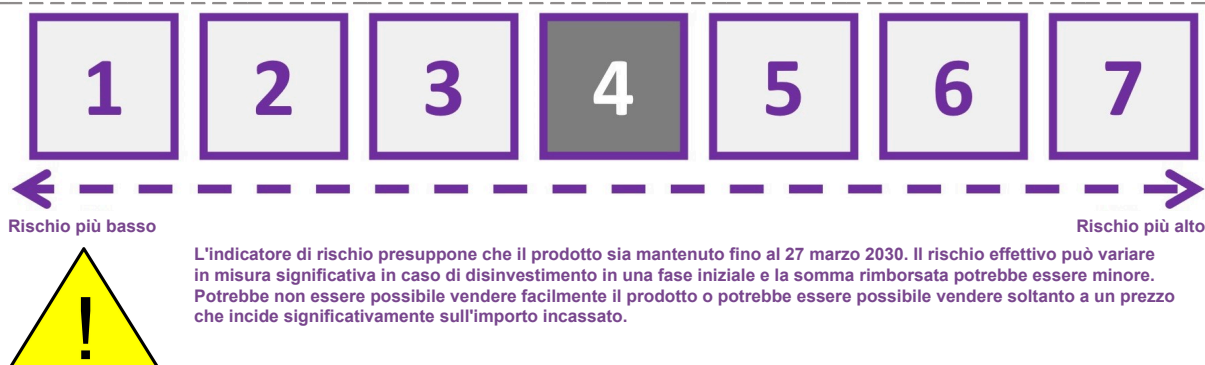 1 2 3 4 5 6 7
Rischio più basso Rischio più alto
L'indicatore di rischio presuppone che il prodotto sia mantenuto fino al 27 marzo 2030. Il rischio effettivo può variare
in misura significativa in caso di disinvestimento in una fase iniziale e la somma rimborsata potrebbe essere minore.
Potrebbe non essere possibile vendere facilmente il prodotto o potrebbe essere possibile vendere soltanto a un prezzo
che incide significativamente sull'importo incassato.
!